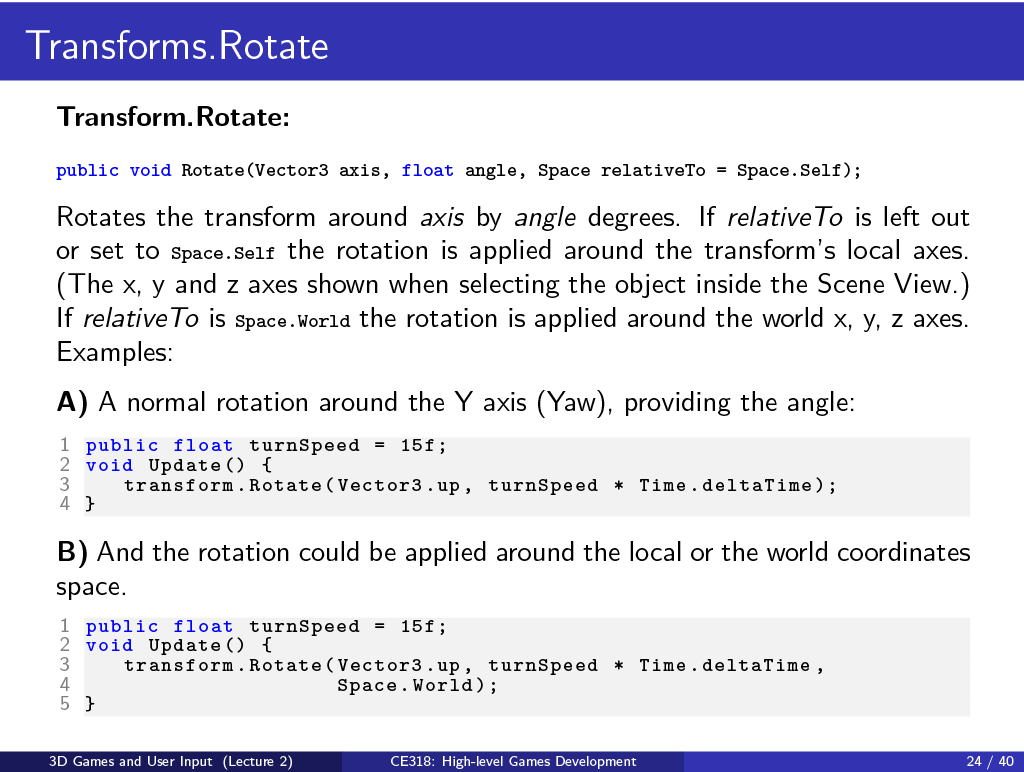 Transforms.Rotate
Transform.Rotate:
public void Rotate(Vector3 axis, float angle, Space relativeTo = Space.Self);
Rotates the transform around axis by angle degrees. If relativeTo is left out
or set to Space.Self the rotation is applied around the transform's local axes.
(The x, y and z axes shown when selecting the object inside the Scene View.)
If relativeTo is Space.World the rotation is applied around the world x, y, z axes.
Examples:
A) A normal rotation around the Y axis (Yaw), providing the angle:
1 public float turnSpeed = 15f;
2 void Update() {
3     transform.Rotate(Vector3.up, turnSpeed * Time.deltaTime);
4 }
B) And the rotation could be applied around the local or the world coordinates
space.
1 public float turnSpeed = 15f;
2 void Update() {
3     transform.Rotate(Vector3.up, turnSpeed * Time.deltaTime,
4                      Space.World);
5 }
3D Games and User Input (Lecture 2) CE318: High-level Games Development 24 / 40